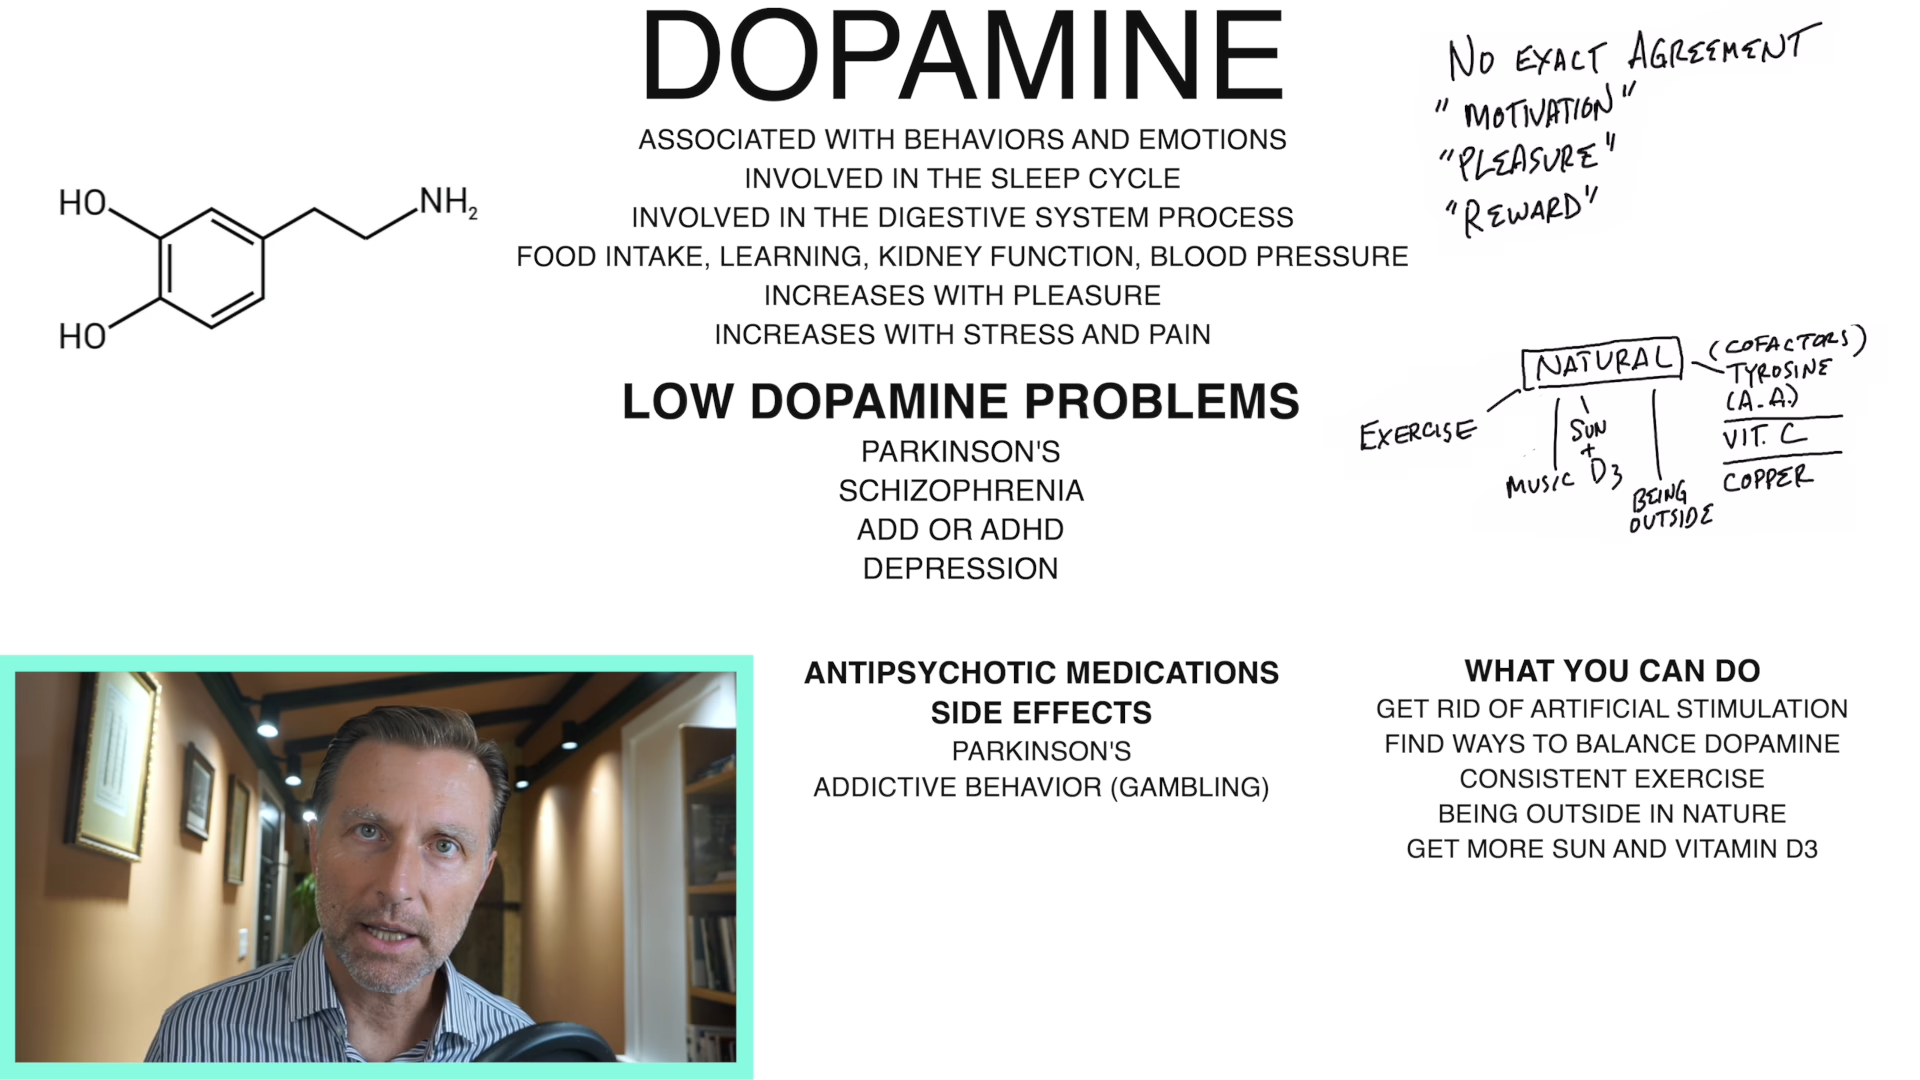 DOPAMINE
ASSOCIATED WITH BEHAVIORS AND EMOTIONS
INVOLVED IN THE SLEEP CYCLE
INVOLVED IN THE DIGESTIVE SYSTEM PROCESS
FOOD INTAKE, LEARNING, KIDNEY FUNCTION, BLOOD PRESSURE
INCREASES WITH PLEASURE
INCREASES WITH STRESS AND PAIN
HO
NH₂
HO
NO EXACT AGREEMENT
"MOTIVATION"
"PLEASURE"
"REWARD"
LOW DOPAMINE PROBLEMS
PARKINSON'S
SCHIZOPHRENIA
ADD OR ADHD
DEPRESSION
NATURAL
EXERCISE
MUSIC
SUN
+
D3
BEING
OUTSIDE
(COFACTORS)
TYROSINE
(A.A.)
VIT. C
COPPER
ANTIPSYCHOTIC MEDICATIONS
SIDE EFFECTS
PARKINSON'S
ADDICTIVE BEHAVIOR (GAMBLING)
WHAT YOU CAN DO
GET RID OF ARTIFICIAL STIMULATION
FIND WAYS TO BALANCE DOPAMINE
CONSISTENT EXERCISE
BEING OUTSIDE IN NATURE
GET MORE SUN AND VITAMIN D3